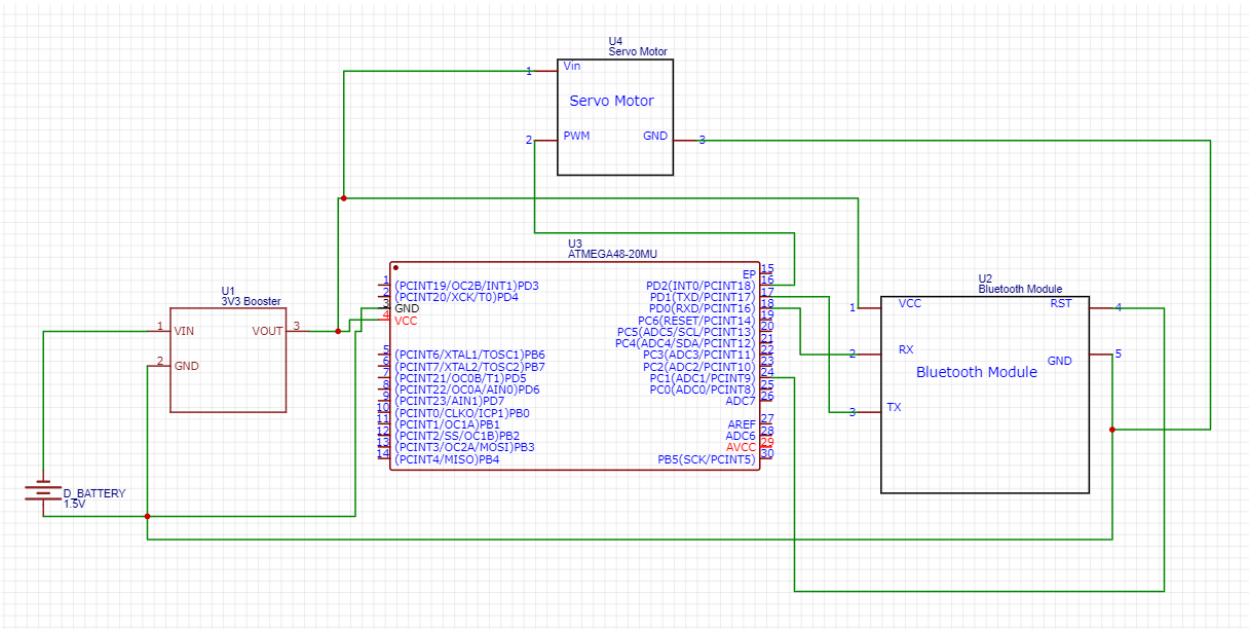 U4
Servo Motor
1
Vin
Servo Motor
2
PWM
GND
3
U3
ATMEGA48-20MU
1
(PCINT19/OC2B/INT1)PD3
2
(PCINT20/XCK/T0)PD4
3
GND
4
VCC
5
(PCINT6/XTAL1/TOSC1)PB6
6
(PCINT7/XTAL2/TOSC2)PB7
7
(PCINT21/OC0B/T1)PD5
8
(PCINT22/OC0A/AIN0)PD6
9
(PCINT23/AIN1)PD7
10
(PCINT0/CLKO/ICP1)PB0
11
(PCINT1/OC1A)PB1
12
(PCINT2/SS/OC1B)PB2
13
(PCINT3/OC2A/MOSI)PB3
14
(PCINT4/MISO)PB4
EP
15
PD2(INT0/PCINT18)
16
PD1(TXD/PCINT17)
17
PD0(RXD/PCINT16)
18
PC6(RESET/PCINT14)
19
PC5(ADC5/SCL/PCINT13)
20
PC4(ADC4/SDA/PCINT12)
21
PC3(ADC3/PCINT11)
22
PC2(ADC2/PCINT10)
23
PC1(ADC1/PCINT9)
24
PC0(ADC0/PCINT8)
25
ADC7
26
AREF
27
ADC6
28
AVCC
29
PB5(SCK/PCINT5)
30
U1
3V3 Booster
1
VIN
VOUT
3
2
GND
U2
Bluetooth Module
1
VCC
RST
4
2
RX
GND
5
Bluetooth Module
3
TX
D_BATTERY
1.5V